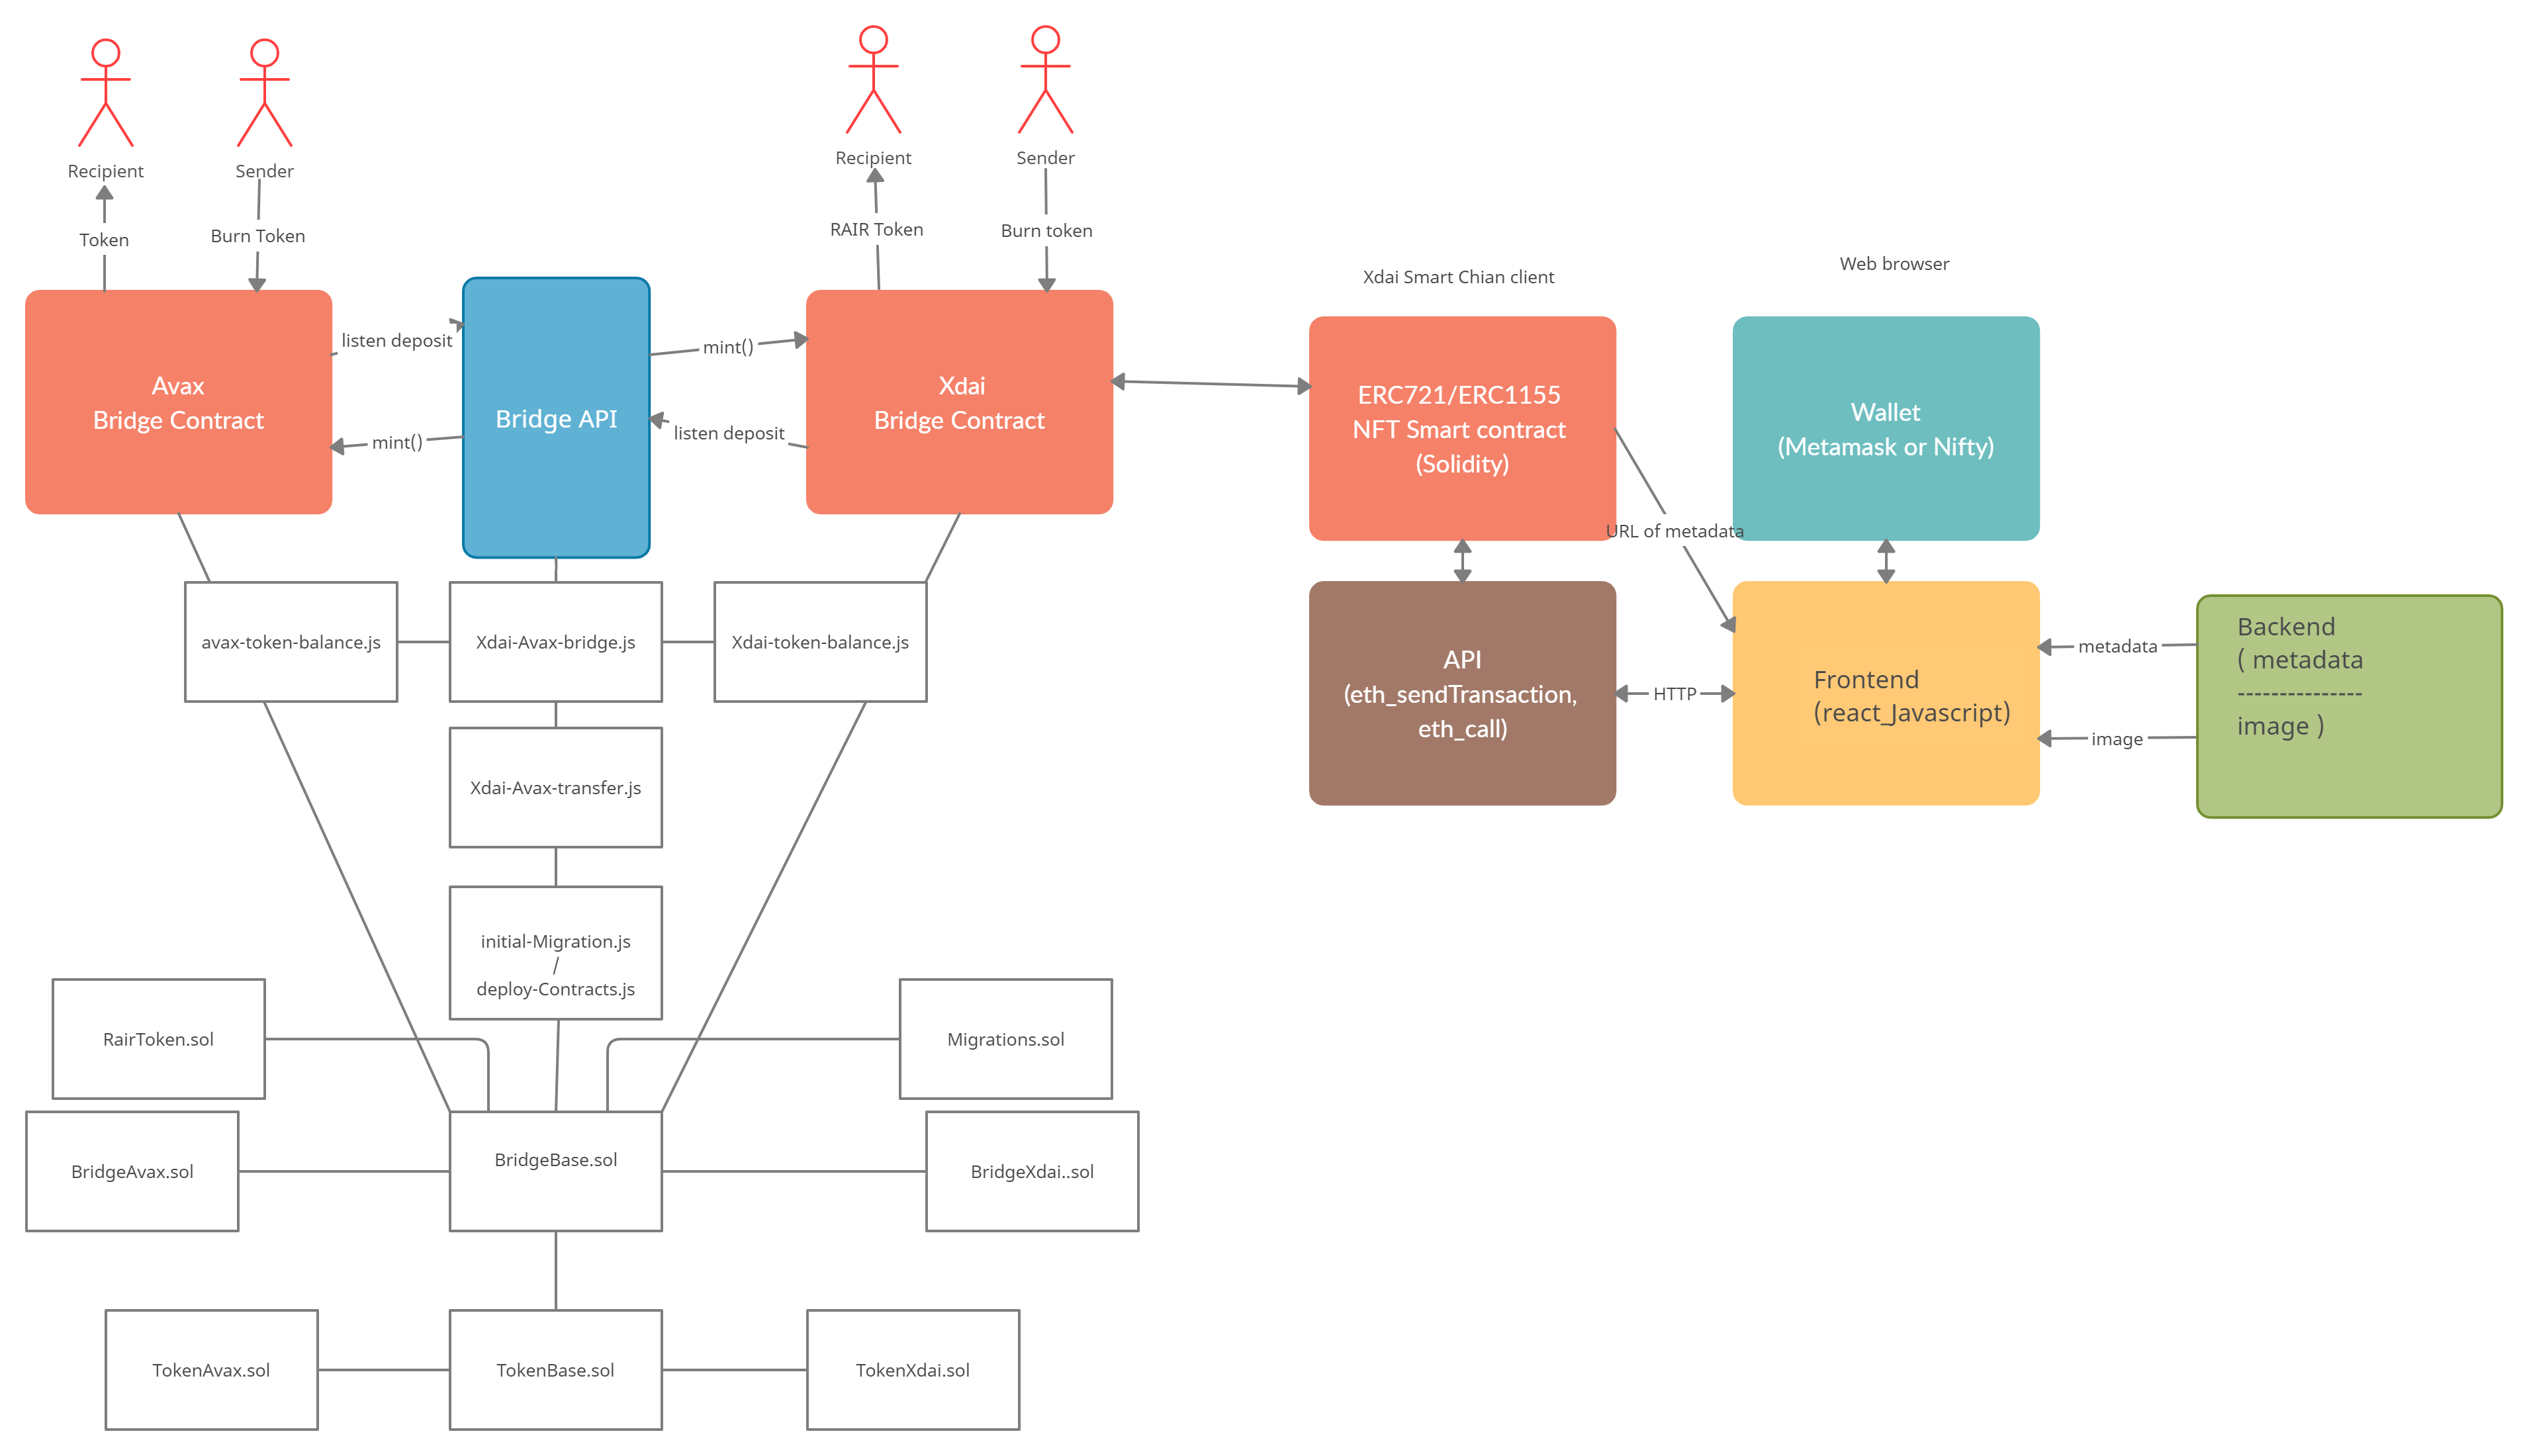 Recipient
Sender
Recipient
Sender
Token
Burn Token
RAIR Token
Burn token
Xdai Smart Chian client
Web browser
Avax
Bridge Contract
listen deposit
mint()
Bridge API
mint()
listen deposit
Xdai
Bridge Contract
ERC721/ERC1155
NFT Smart contract
(Solidity)
Wallet
(Metamask or Nifty)
URL of metadata
avax-token-balance.js
Xdai-Avax-bridge.js
Xdai-token-balance.js
API
(eth_sendTransaction,
eth_call)
HTTP
Frontend
(react_Javascript)
metadata
image
Backend
( metadata
---------------
image )
Xdai-Avax-transfer.js
initial-Migration.js
/
deploy-Contracts.js
RairToken.sol
Migrations.sol
BridgeAvax.sol
BridgeBase.sol
BridgeXdai..sol
TokenAvax.sol
TokenBase.sol
TokenXdai.sol